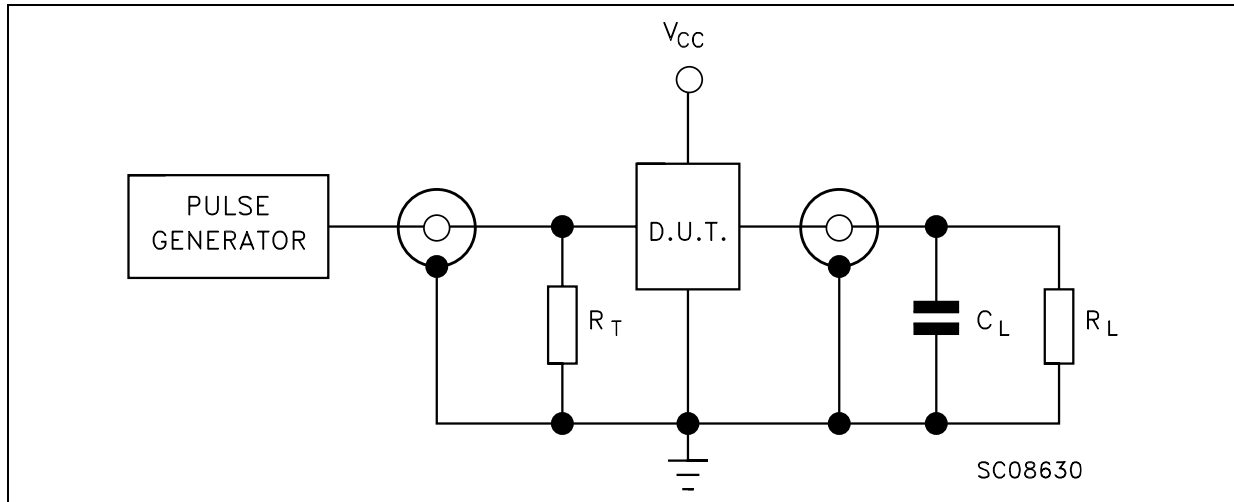 VCC
PULSE
GENERATOR
D.U.T.
RT
CL
RL
SC08630